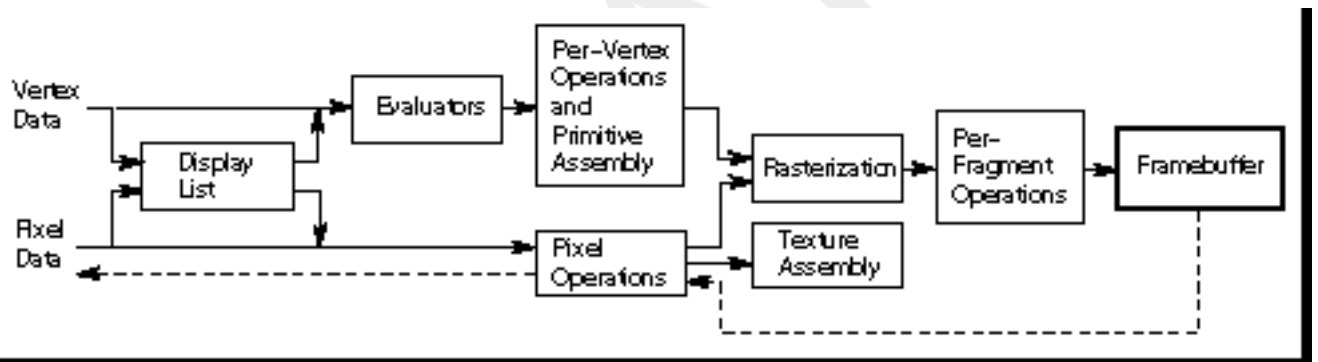 Vertex
Data
Evaluators
Per-Vertex
Operations
and
Primitive
Assembly
Display
List
Rasterization
Per-
Fragment
Operations
Framebuffer
Pixel
Data
Pixel
Operations
Texture
Assembly